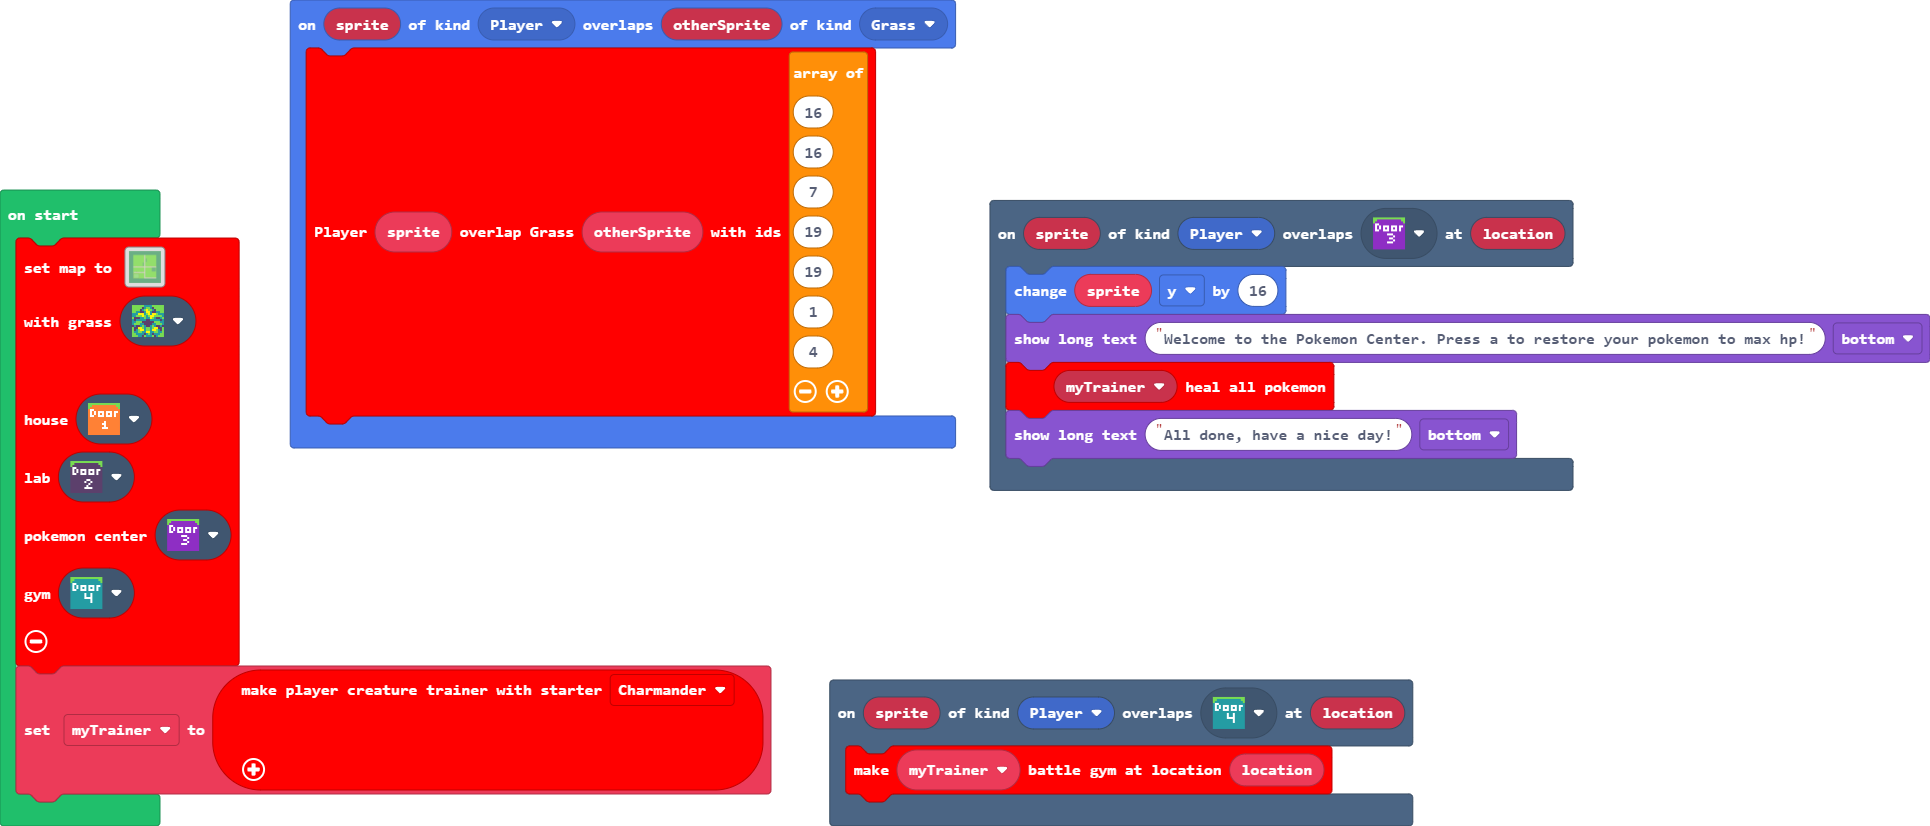 on start
set map to
with grass
house Door 1
lab Door 2
pokemon center Door 3
gym Door 4
set myTrainer to make player creature trainer with starter Charmander
on sprite of kind Player overlaps otherSprite of kind Grass
Player sprite overlap Grass otherSprite with ids
array of
16
16
7
19
19
1
4
on sprite of kind Player overlaps Door 3 at location
change sprite y by 16
show long text "Welcome to the Pokemon Center. Press a to restore your pokemon to max hp!" bottom
myTrainer heal all pokemon
show long text "All done, have a nice day!" bottom
on sprite of kind Player overlaps Door 4 at location
make myTrainer battle gym at location location